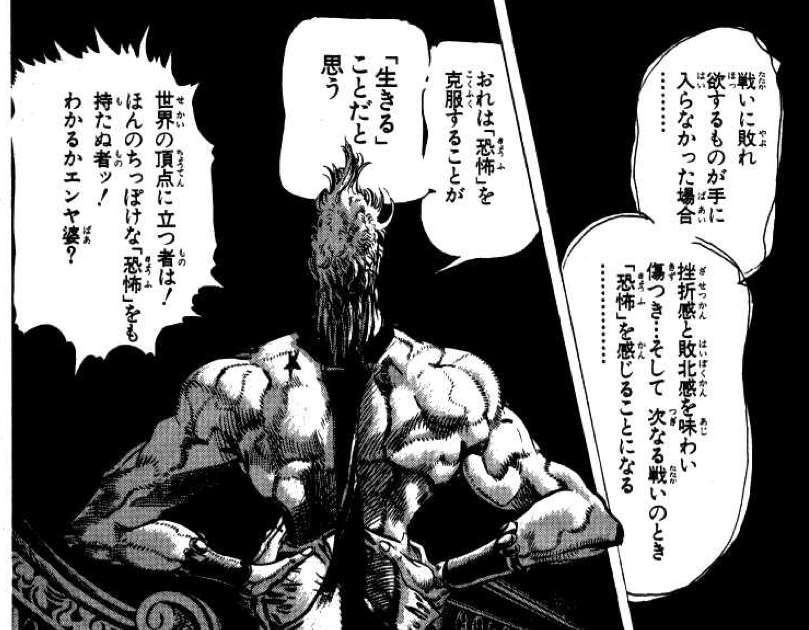 戦いに敗れ
欲するものが手に
入らなかった場合
………
挫折感と敗北感を味わい
傷つき…そして 次なる戦いのとき
「恐怖」を感じることになる
……………
おれは「恐怖」を
克服することが
「生きる」
ことだと
思う
世界の頂点に立つ者は!
ほんのちっぽけな「恐怖」をも
持たぬ者ッ!
わかるかエンヤ婆?